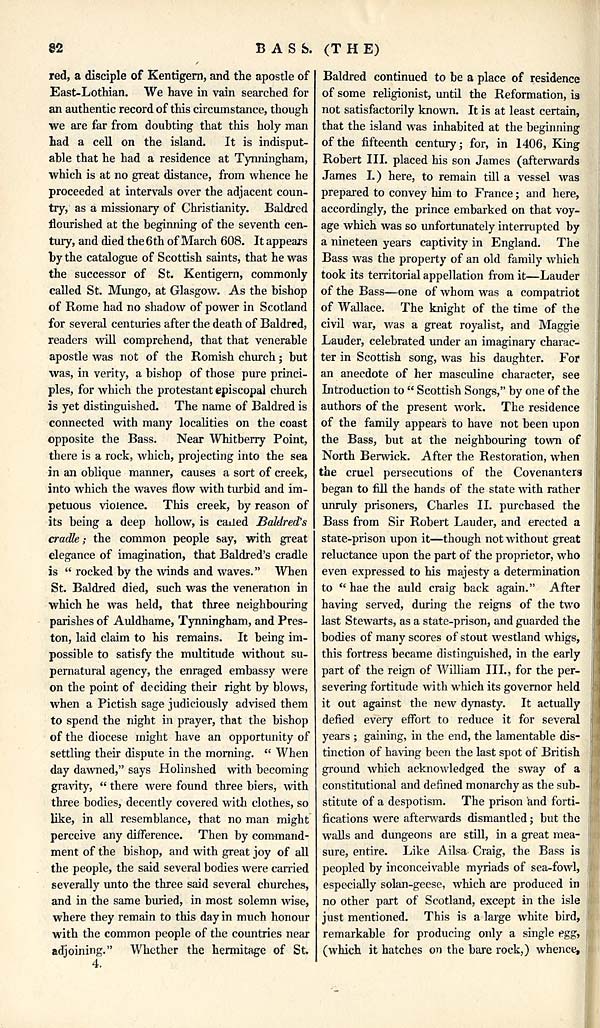 82
BASS. (THE)
red, a disciple of Kentigern, and the apostle of
East-Lothian. We have in vain searched for
an authentic record of this circumstance, though
we are far from doubting that this holy man
had a cell on the island. It is indisput-
able that he had a residence at Tynningham,
which is at no great distance, from whence he
proceeded at intervals over the adjacent coun-
try, as a missionary of Christianity. Baldred
flourished at the beginning of the seventh cen-
tury, and died the 6th of March 608. It appears
by the catalogue of Scottish saints, that he was
the successor of St. Kentigern, commonly
called St. Mungo, at Glasgow. As the bishop
of Rome had no shadow of power in Scotland
for several centuries after the death of Baldred,
readers will comprehend, that that venerable
apostle was not of the Romish church; but
was, in verity, a bishop of those pure princi-
ples, for which the protestant episcopal church
is yet distinguished. The name of Baldred is
connected with many localities on the coast
opposite the Bass. Near Whitberry Point,
there is a rock, which, projecting into the sea
in an oblique manner, causes a sort of creek,
into which the waves flow with turbid and im-
petuous violence. This creek, by reason of
its being a deep hollow, is called Baldred's
cradle; the common people say, with great
elegance of imagination, that Baldred's cradle
is " rocked by the winds and waves." When
St. Baldred died, such was the veneration in
which he was held, that three neighbouring
parishes of Auldhame, Tynningham, and Pres-
ton, laid claim to his remains. It being im-
possible to satisfy the multitude without su-
pernatural agency, the enraged embassy were
on the point of deciding their right by blows,
when a Pictish sage judiciously advised them
to spend the night in prayer, that the bishop
of the diocese might have an opportunity of
settling their dispute in the morning. " When
day dawned," says Holinshed with becoming
gravity, " there were found three biers, with
three bodies, decently covered with clothes, so
like, in all resemblance, that no man might
perceive any difference. Then by command-
ment of the bishop, and with great joy of all
the people, the said several bodies were carried
severally unto the three said several churches,
and in the same buried, in most solemn wise,
where they remain to this day in much honour
with the common people of the countries near
adjoining." Whether the hermitage of St.
4.
Baldred continued to be a place of residence
of some religionist, until the Reformation, is
not satisfactorily known. It is at least certain,
that the island was inhabited at the beginning
of the fifteenth century; for, in 1406, King
Robert III. placed his son James (afterwards
James I.) here, to remain till a vessel was
prepared to convey him to France; and here,
accordingly, the prince embarked on that voy-
age which was so unfortunately interrupted by
a nineteen years captivity in England. The
Bass was the property of an old family which
took its territorial appellation from it—Lauder
of the Bass—one of whom was a compatriot
of Wallace. The knight of the time of the
civil war, was a great royalist, and Maggie
Lauder, celebrated under an imaginary charac-
ter in Scottish song, was his daughter. For
an anecdote of her masculine character, see
Introduction to " Scottish Songs," by one of the
authors of the present work. The residence
of the family appears to have not been upon
the Bass, but at the neighbouring town of
North Berwick. After the Restoration, when
the cruel persecutions of the Covenanters
began to fill the hands of the state with rather
unruly prisoners, Charles II. purchased the
Bass from Sir Robert Lauder, and erected a
state-prison upon it—though not without great
reluctance upon the part of the proprietor, who
even expressed to his majesty a determination
to " hae the auld craig back again." After
having served, during the reigns of the two
last Stewarts, as a state-prison, and guarded the
bodies of many scores of stout westland whigs,
this fortress became distinguished, in the early
part of the reign of William III., for the per-
severing fortitude with which its governor held
it out against the new dynasty. It actually
defied every effort to reduce it for several
years; gaining, in the end, the lamentable dis-
tinction of having been the last spot of British
ground which acknowledged the sway of a
constitutional and defined monarchy as the sub-
stitute of a despotism. The prison and forti-
fications were afterwards dismantled; but the
walls and dungeons are still, in a great mea-
sure, entire. Like Ailsa Craig, the Bass is
peopled by inconceivable myriads of sea-fowl,
especially solan-geese, which are produced in
no other part of Scotland, except in the isle
just mentioned. This is a large white bird,
remarkable for producing only a single egg,
(which it hatches on the bare rock,) whence,